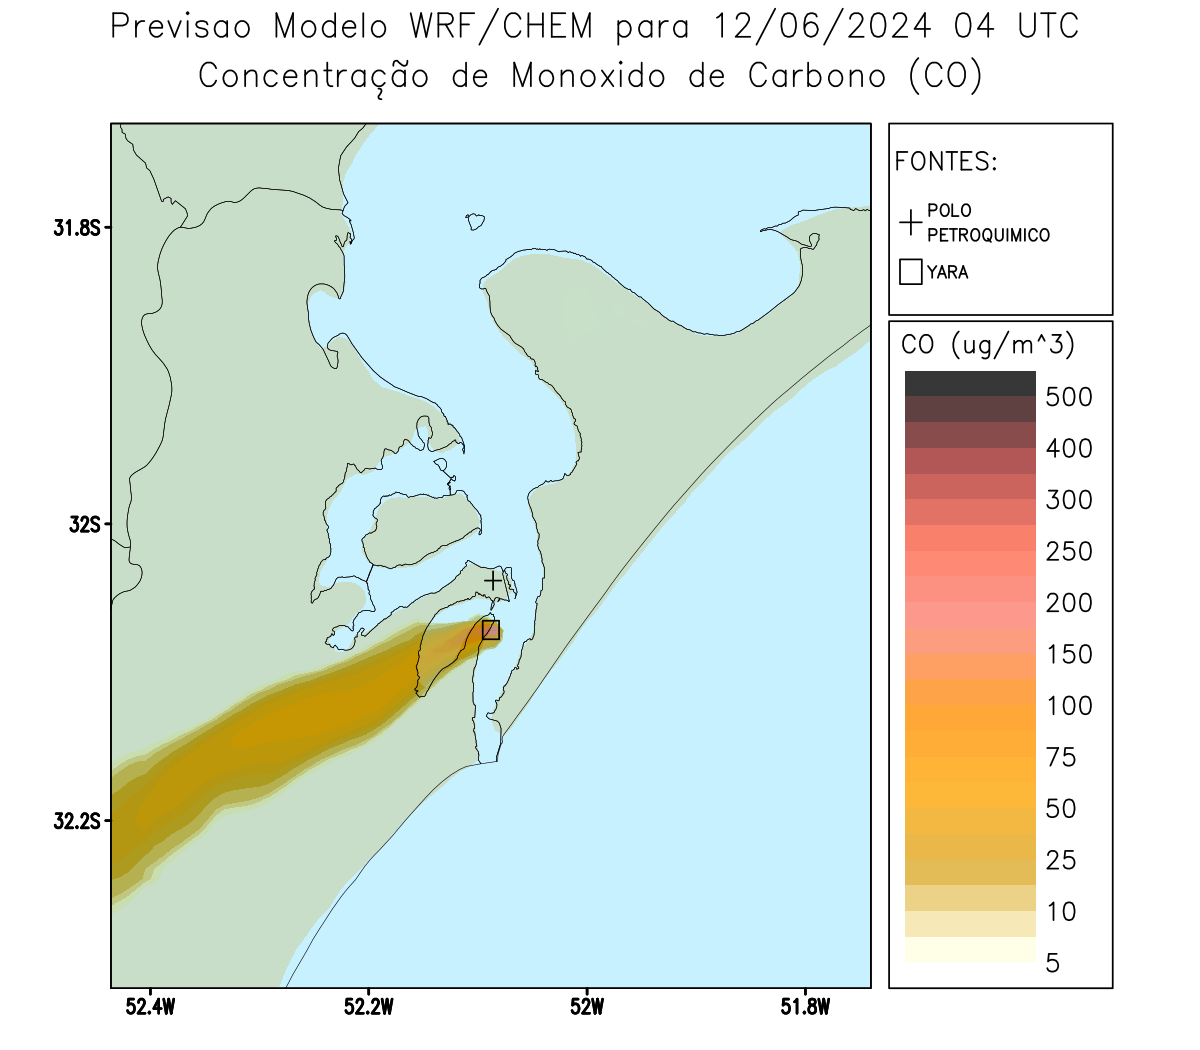 Previsao Modelo WRF/CHEM para 12/06/2024 04 UTC
Concentração de Monoxido de Carbono (CO)
FONTES:
POLO
PETROQUIMICO
YARA
CO (ug/m^3)
500
400
300
250
200
150
100
75
50
25
10
5
31.8S
32S
32.2S
52.4W
52.2W
52W
51.8W